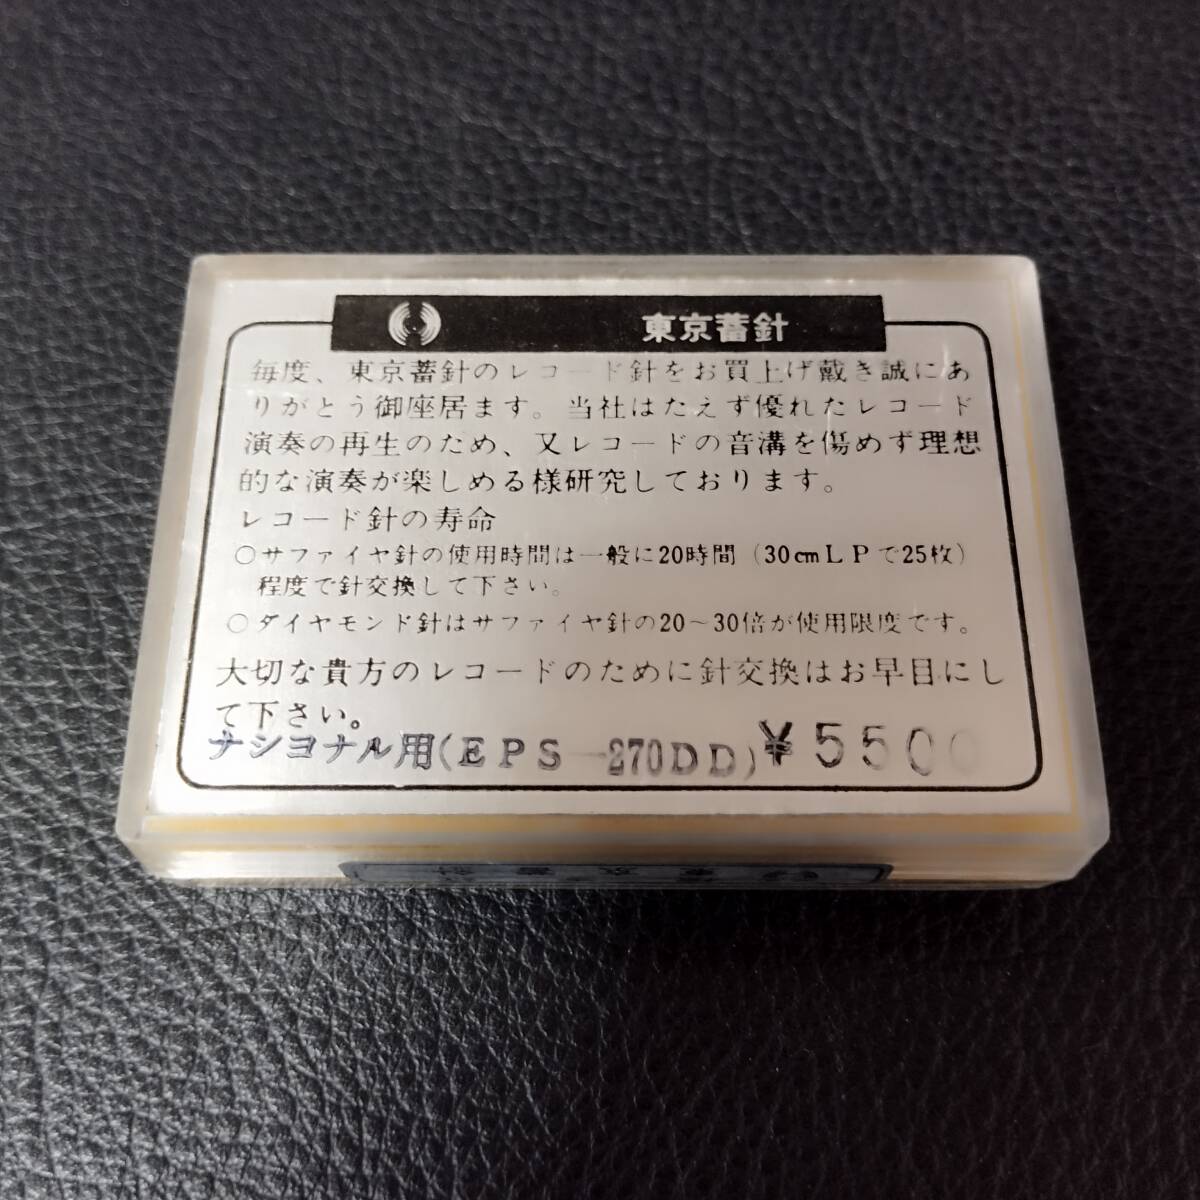 東京蓄針
毎度、東京蓄針のレコード針をお買上げ戴き誠にあ
りがとう御座居ます。当社はたえず優れたレコード
演奏の再生のため、又レコードの音溝を傷めず理想
的な演奏が楽しめる様研究しております。
レコード針の寿命
○サファイヤ針の使用時間は一般に20時間(30cmLPで25枚)
程度で針交換して下さい。
○ダイヤモンド針はサファイヤ針の20~30倍が使用限度です。
大切な貴方のレコードのために針交換はお早目にし
て下さい。
ナショナル用(EPS-270DD)¥5500